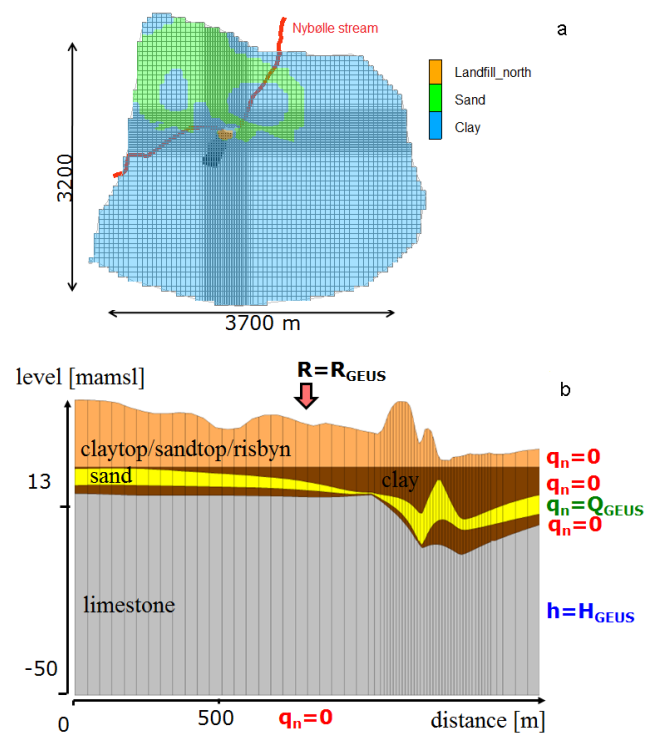 Nybølle stream
a
Landfill_north
Sand
Clay
3200
3700 m
level [mamsl]
R=R_GEUS
b
claytop/sandtop/risbyn
q_n=0
sand
clay
q_n=0
13
q_n=Q_GEUS
q_n=0
limestone
h=H_GEUS
-50
0
500
q_n=0
distance [m]